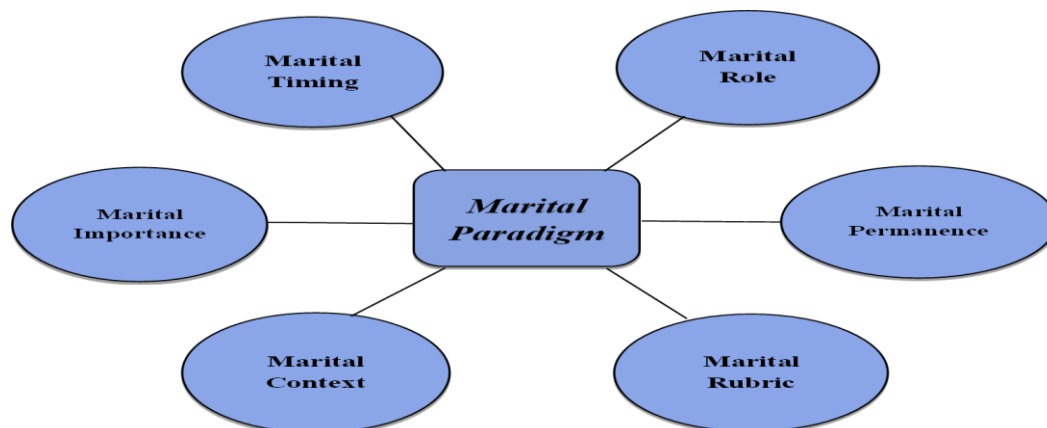 Marital
Timing
Marital
Role
Marital
Importance
Marital
Paradigm
Marital
Permanence
Marital
Context
Marital
Rubric